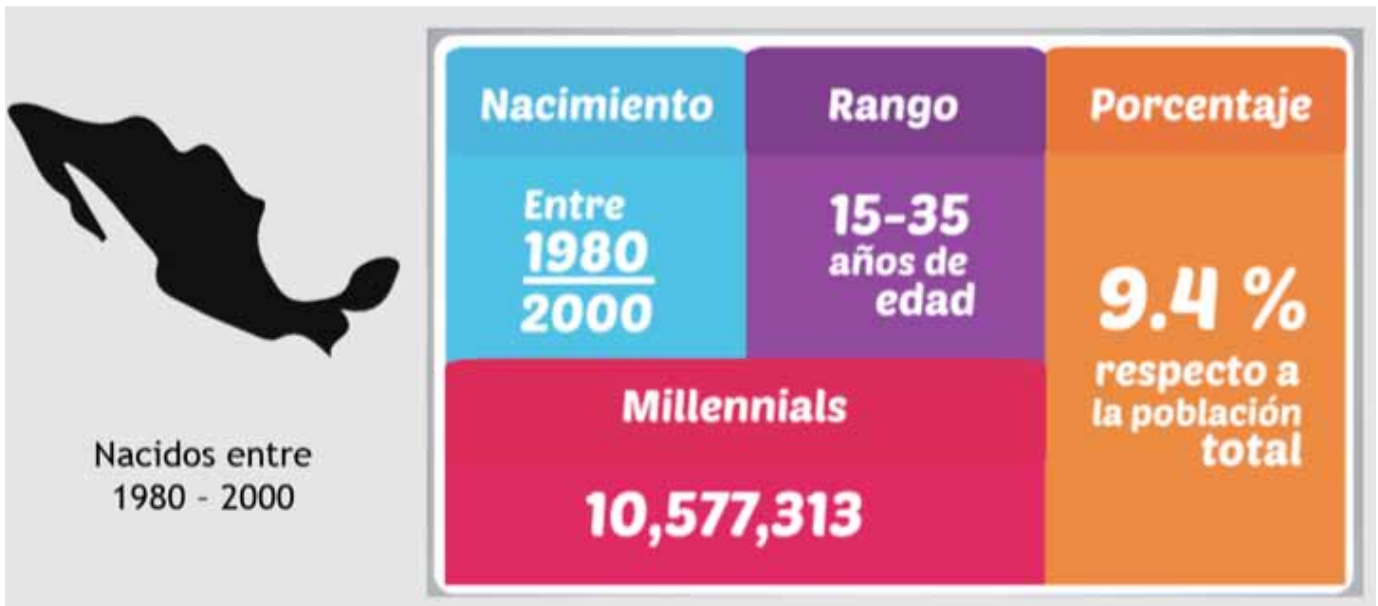 Nacidos entre
1980 - 2000
Nacimiento
Entre
1980
2000
Rango
15-35
años de
edad
Porcentaje
9.4 %
respecto a
la población
total
Millennials
10,577,313